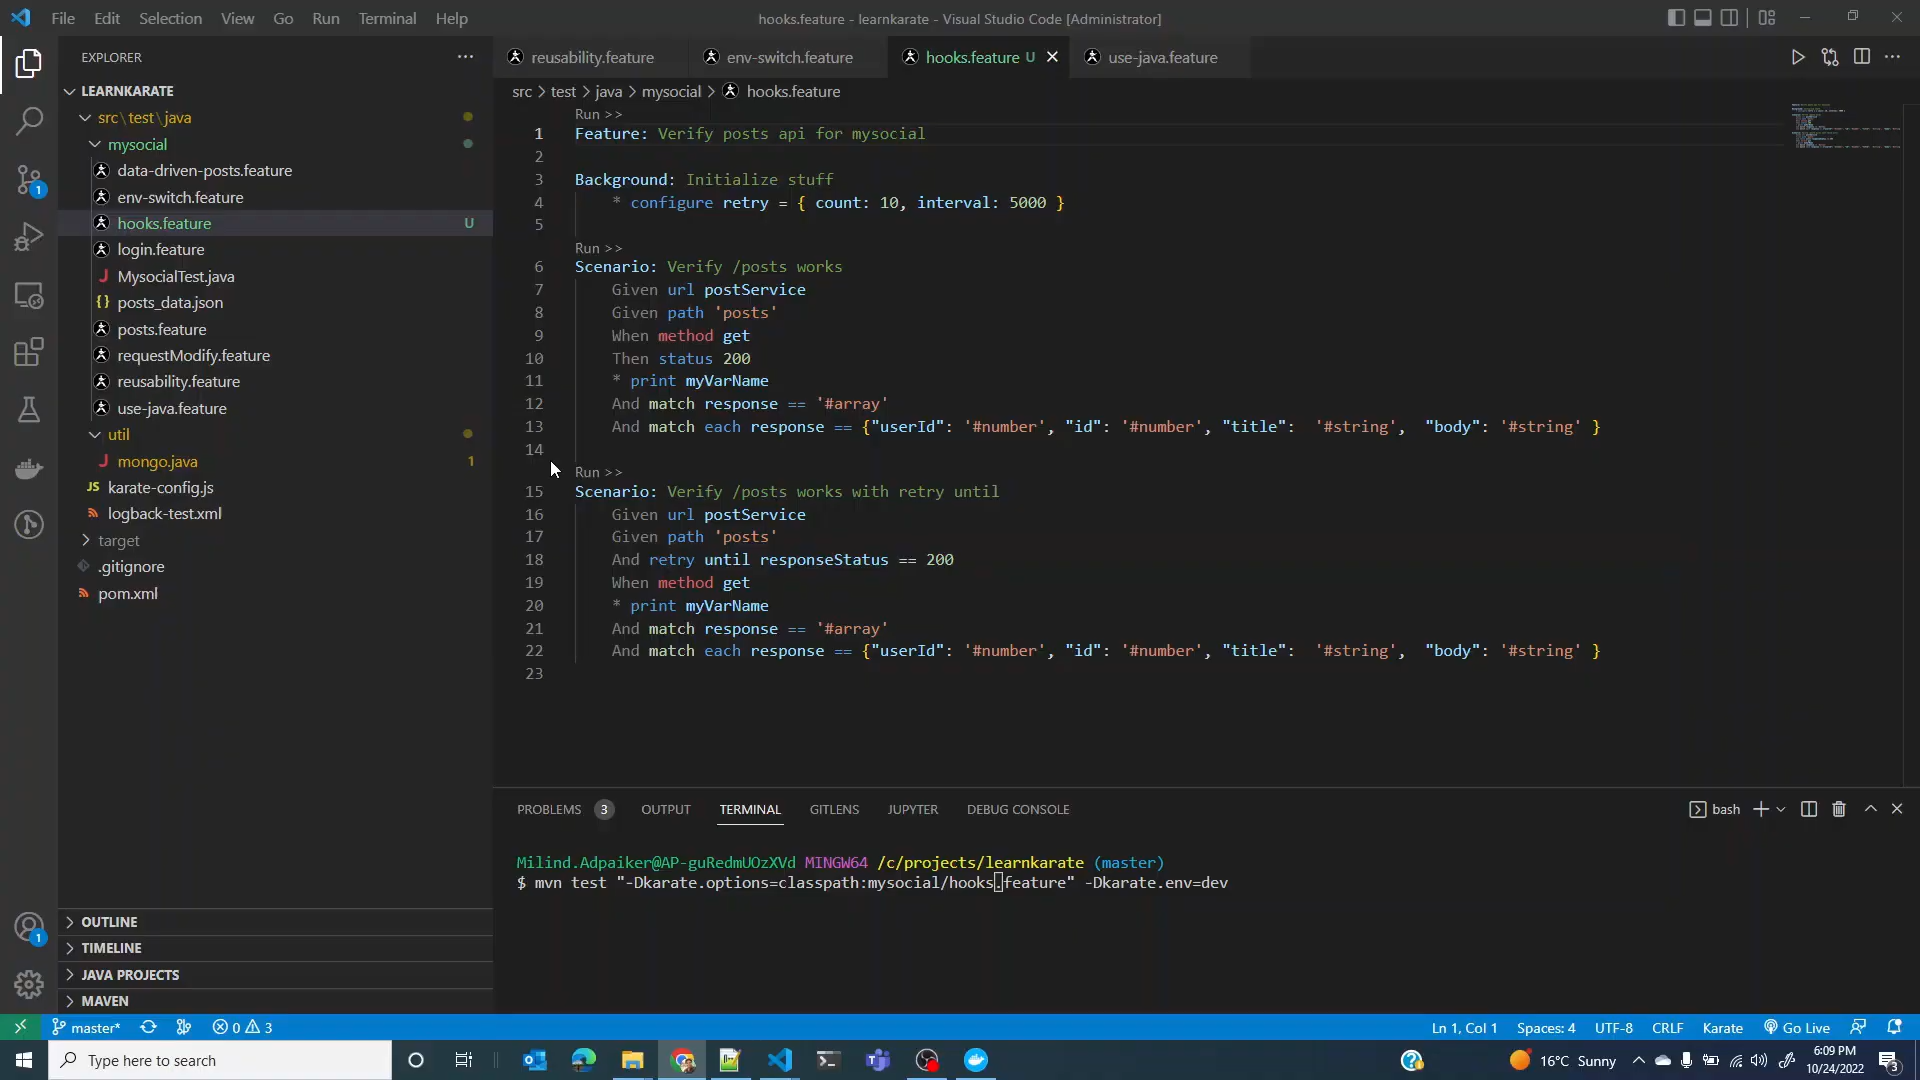 File Edit Selection View Go Run Terminal Help
hooks.feature - learnkarate - Visual Studio Code [Administrator]
EXPLORER
LEARNKARATE
src\test\java
mysocial
data-driven-posts.feature
env-switch.feature
hooks.feature U
login.feature
J MysocialTest.java
{} posts_data.json
posts.feature
requestModify.feature
reusability.feature
use-java.feature
util
J mongo.java 1
JS karate-config.js
logback-test.xml
target
.gitignore
pom.xml
OUTLINE
TIMELINE
JAVA PROJECTS
MAVEN
1
1
reusability.feature env-switch.feature hooks.feature U use-java.feature
src > test > java > mysocial > hooks.feature
Run >>
1 Feature: Verify posts api for mysocial
2
3 Background: Initialize stuff
4 * configure retry = { count: 10, interval: 5000 }
5
Run >>
6 Scenario: Verify /posts works
7 Given url postService
8 Given path 'posts'
9 When method get
10 Then status 200
11 * print myVarName
12 And match response == '#array'
13 And match each response == {"userId": '#number', "id": '#number', "title":  '#string',  "body": '#string' }
14
Run >>
15 Scenario: Verify /posts works with retry until
16 Given url postService
17 Given path 'posts'
18 And retry until responseStatus == 200
19 When method get
20 * print myVarName
21 And match response == '#array'
22 And match each response == {"userId": '#number', "id": '#number', "title":  '#string',  "body": '#string' }
23
PROBLEMS 3 OUTPUT TERMINAL GITLENS JUPYTER DEBUG CONSOLE
bash
Milind.Adpaiker@AP-guRedmUOzXVd MINGW64 /c/projects/learnkarate (master)
$ mvn test "-Dkarate.options=classpath:mysocial/hooks.feature" -Dkarate.env=dev
master* 0 3
Ln 1, Col 1 Spaces: 4 UTF-8 CRLF Karate Go Live
Type here to search
16°C Sunny
6:09 PM
10/24/2022
3